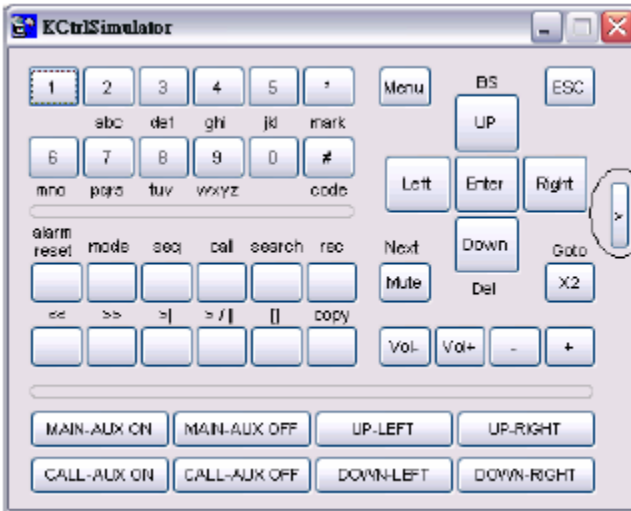 KCtrlSimulator
1 2 3 4 5 * Menu BS ESC
abc def ghi jkl mark UP
6 7 8 9 0 # Left Enter Right
mno pqrs tuv wxyz code >
alarm reset mode seq call search rec Next Down Goto
Mute Del X2
<< >> >| > / || [] copy
Vol- Vol+ - +
MAIN-AUX ON MAIN-AUX OFF UP-LEFT UP-RIGHT
CALL-AUX ON CALL-AUX OFF DOWN-LEFT DOWN-RIGHT